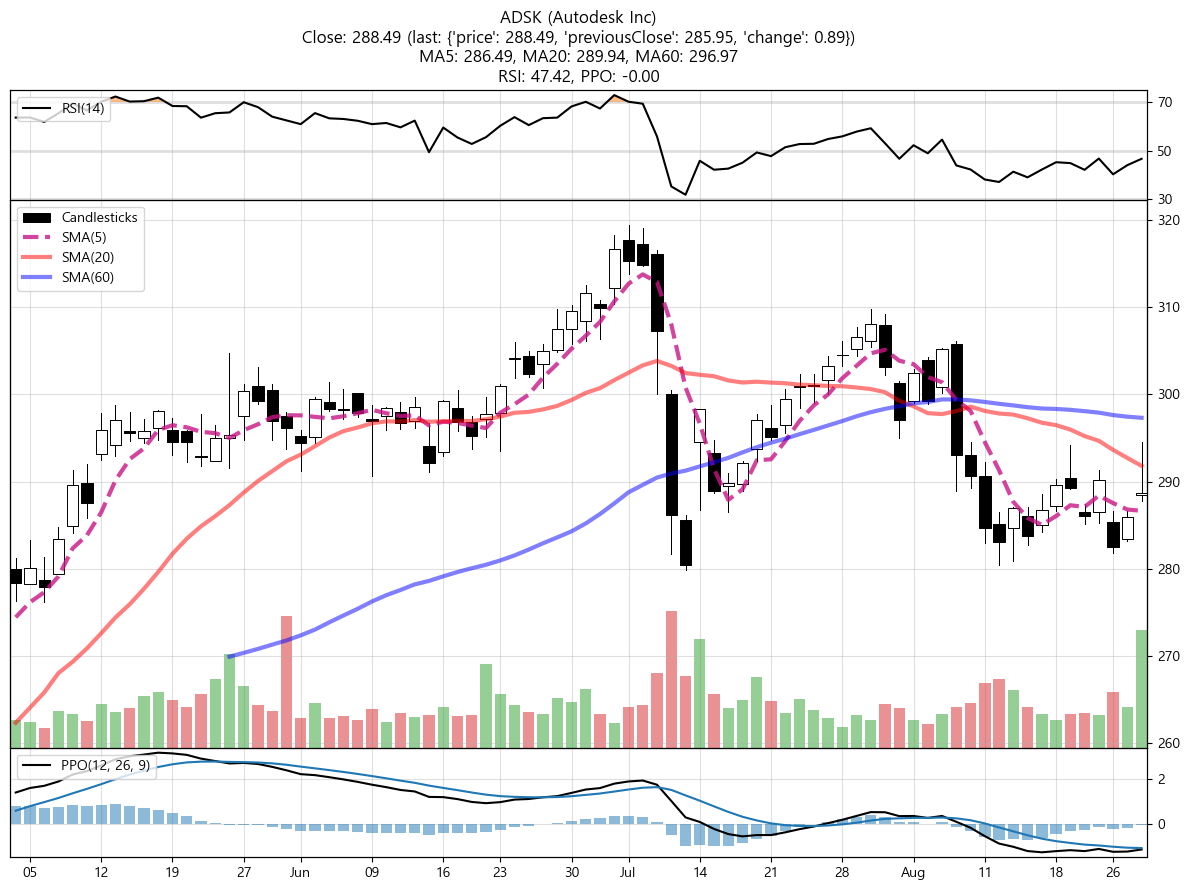 ADSK (Autodesk Inc)
Close: 288.49 (last: {'price': 288.49, 'previousClose': 285.95, 'change': 0.89})
MA5: 286.49, MA20: 289.94, MA60: 296.97
RSI: 47.42, PPO: -0.00
RSI(14)
70
50
30
Candlesticks
SMA(5)
SMA(20)
SMA(60)
320
310
300
290
280
270
260
PPO(12, 26, 9)
2
0
05 12 19 27 Jun 09 16 23 30 Jul 14 21 28 Aug 11 18 26